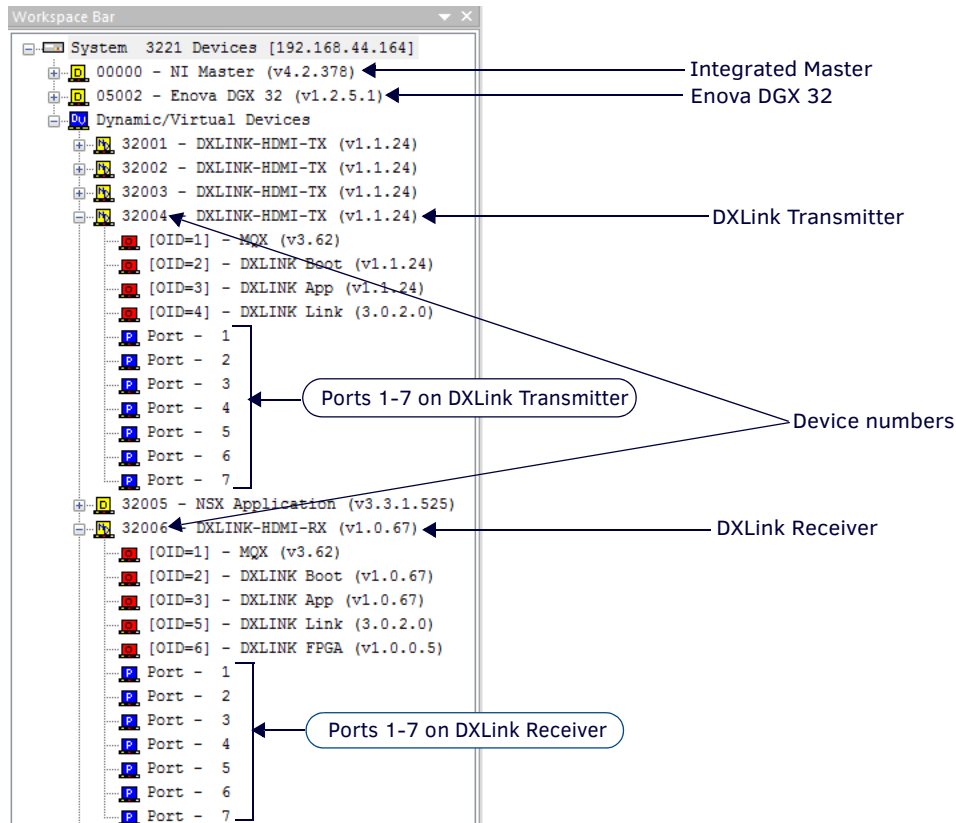 Workspace Bar
System 3221 Devices [192.168.44.164]
00000 - NI Master (v4.2.378)
Integrated Master
05002 - Enova DGX 32 (v1.2.5.1)
Enova DGX 32
Dynamic/Virtual Devices
32001 - DXLINK-HDMI-TX (v1.1.24)
32002 - DXLINK-HDMI-TX (v1.1.24)
32003 - DXLINK-HDMI-TX (v1.1.24)
32004 - DXLINK-HDMI-TX (v1.1.24)
DXLink Transmitter
[OID=1] - MQX (v3.62)
[OID=2] - DXLINK Boot (v1.1.24)
[OID=3] - DXLINK App (v1.1.24)
[OID=4] - DXLINK Link (3.0.2.0)
Port - 1
Port - 2
Port - 3
Port - 4
Port - 5
Port - 6
Port - 7
Ports 1-7 on DXLink Transmitter
Device numbers
32005 - NSX Application (v3.3.1.525)
32006 - DXLINK-HDMI-RX (v1.0.67)
DXLink Receiver
[OID=1] - MQX (v3.62)
[OID=2] - DXLINK Boot (v1.0.67)
[OID=3] - DXLINK App (v1.0.67)
[OID=5] - DXLINK Link (3.0.2.0)
[OID=6] - DXLINK FPGA (v1.0.0.5)
Port - 1
Port - 2
Port - 3
Port - 4
Port - 5
Port - 6
Port - 7
Ports 1-7 on DXLink Receiver